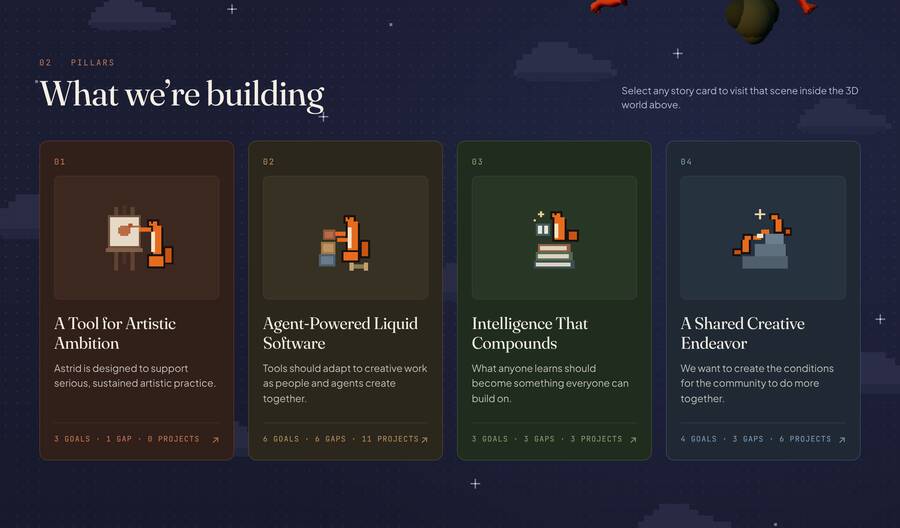 02 PILLARS
What we're building
Select any story card to visit that scene inside the 3D
world above.
01
A Tool for Artistic
Ambition
Astrid is designed to support
serious, sustained artistic practice.
3 GOALS · 1 GAP · 0 PROJECTS ↗
02
Agent-Powered Liquid
Software
Tools should adapt to creative work
as people and agents create
together.
6 GOALS · 6 GAPS · 11 PROJECTS ↗
03
Intelligence That
Compounds
What anyone learns should
become something everyone can
build on.
3 GOALS · 3 GAPS · 3 PROJECTS ↗
04
A Shared Creative
Endeavor
We want to create the conditions
for the community to do more
together.
4 GOALS · 3 GAPS · 6 PROJECTS ↗